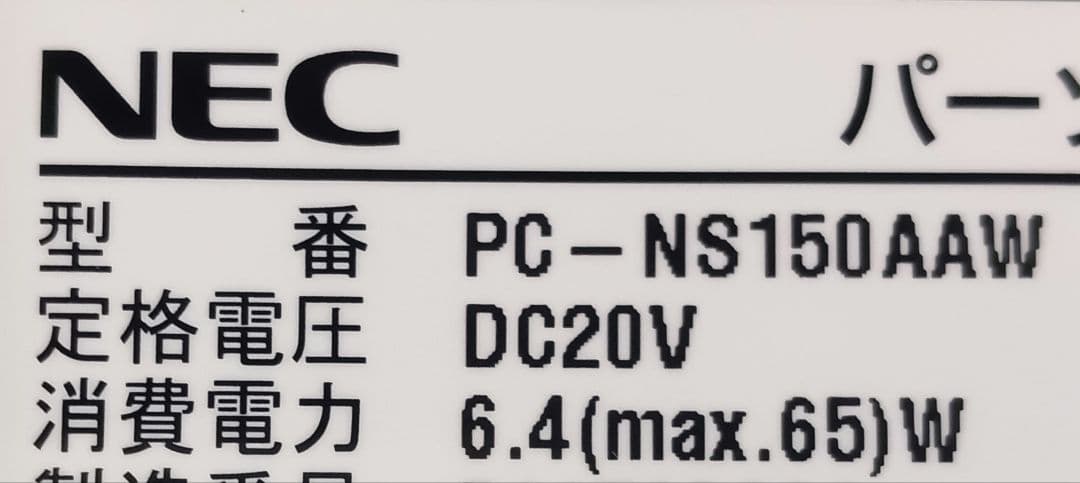 NEC パーソ
型番 PC-NS150AAW
定格電圧 DC20V
消費電力 6.4(max.65)W